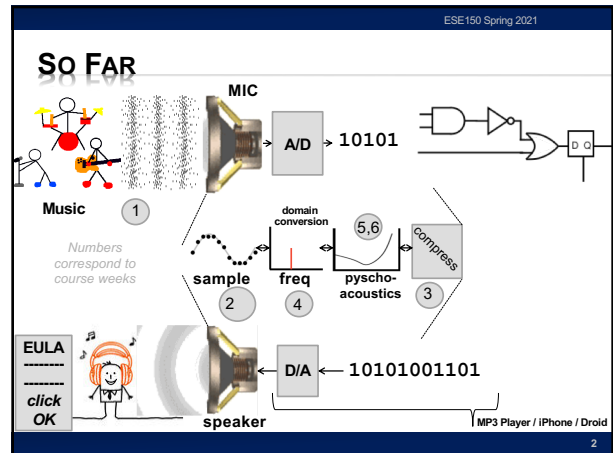 ESE150 Spring 2021
SO FAR
MIC
A/D
10101
D Q
Music
1
Numbers
correspond to
course weeks
domain
conversion
5,6
compress
sample
freq
pyscho-
acoustics
2
4
3
EULA
--------
--------
click
OK
D/A
10101001101
speaker
MP3 Player / iPhone / Droid
2